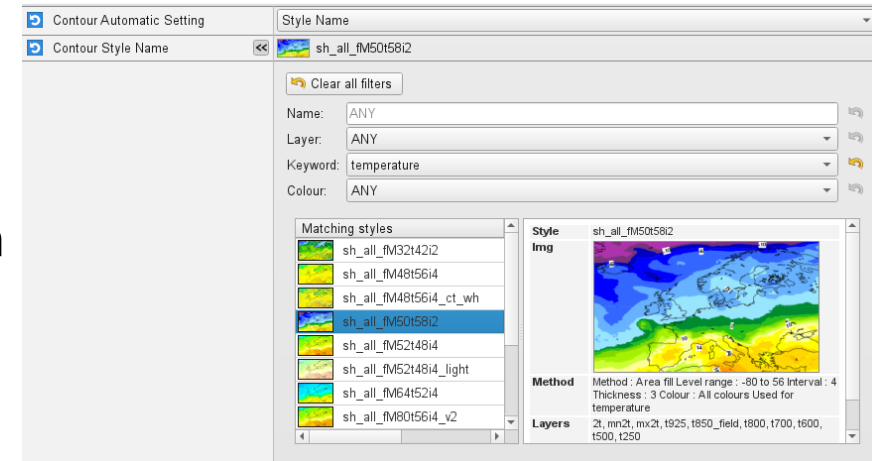 Contour Automatic Setting
Style Name
Contour Style Name
<<
sh_all_fM50t58i2
Clear all filters
Name:
ANY
Layer:
ANY
Keyword:
temperature
Colour:
ANY
Matching styles
sh_all_fM32t42i2
sh_all_fM48t56i4
sh_all_fM48t56i4_ct_wh
sh_all_fM50t58i2
sh_all_fM52t48i4
sh_all_fM52t48i4_light
sh_all_fM64t52i4
sh_all_fM80t56i4_v2
Style
sh_all_fM50t58i2
Img
Method
Method : Area fill Level range : -80 to 56 Interval : 4
Thickness : 3 Colour : All colours Used for
temperature
Layers
2t, mn2t, mx2t, t925, t850_field, t800, t700, t600,
t500, t250